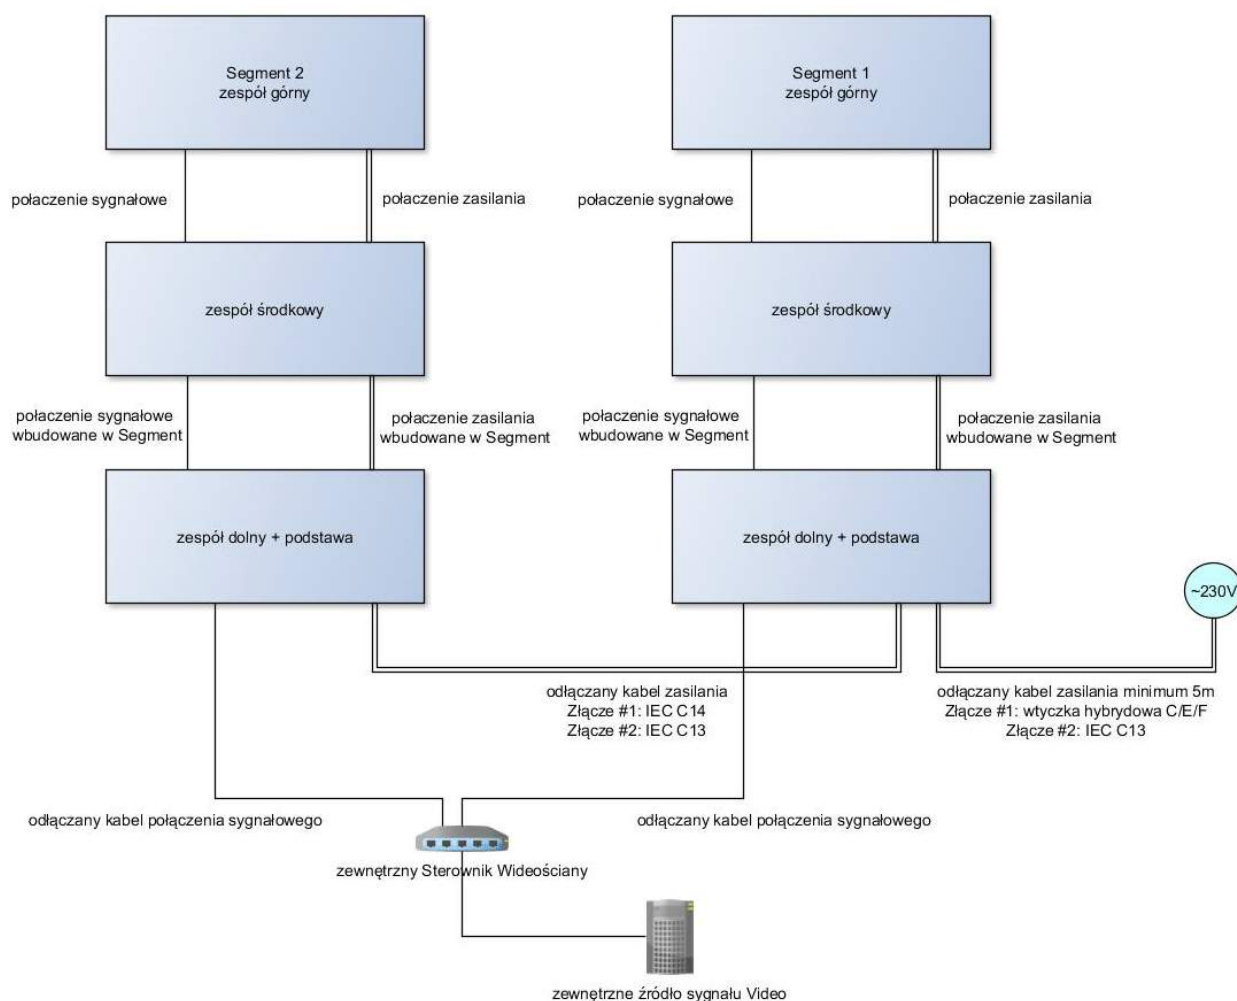 Segment 2
zespół górny
Segment 1
zespół górny
połaczenie sygnałowe
połaczenie zasilania
połaczenie sygnałowe
połaczenie zasilania
zespół środkowy
zespół środkowy
połaczenie sygnałowe
wbudowane w Segment
połaczenie zasilania
wbudowane w Segment
połaczenie sygnałowe
wbudowane w Segment
połaczenie zasilania
wbudowane w Segment
zespół dolny + podstawa
zespół dolny + podstawa
~230V
odłączany kabel zasilania
Złącze #1: IEC C14
Złącze #2: IEC C13
odłączany kabel zasilania minimum 5m
Złącze #1: wtyczka hybrydowa C/E/F
Złącze #2: IEC C13
odłączany kabel połączenia sygnałowego
odłączany kabel połączenia sygnałowego
zewnętrzny Sterownik Wideościany
zewnętrzne źródło sygnału Video